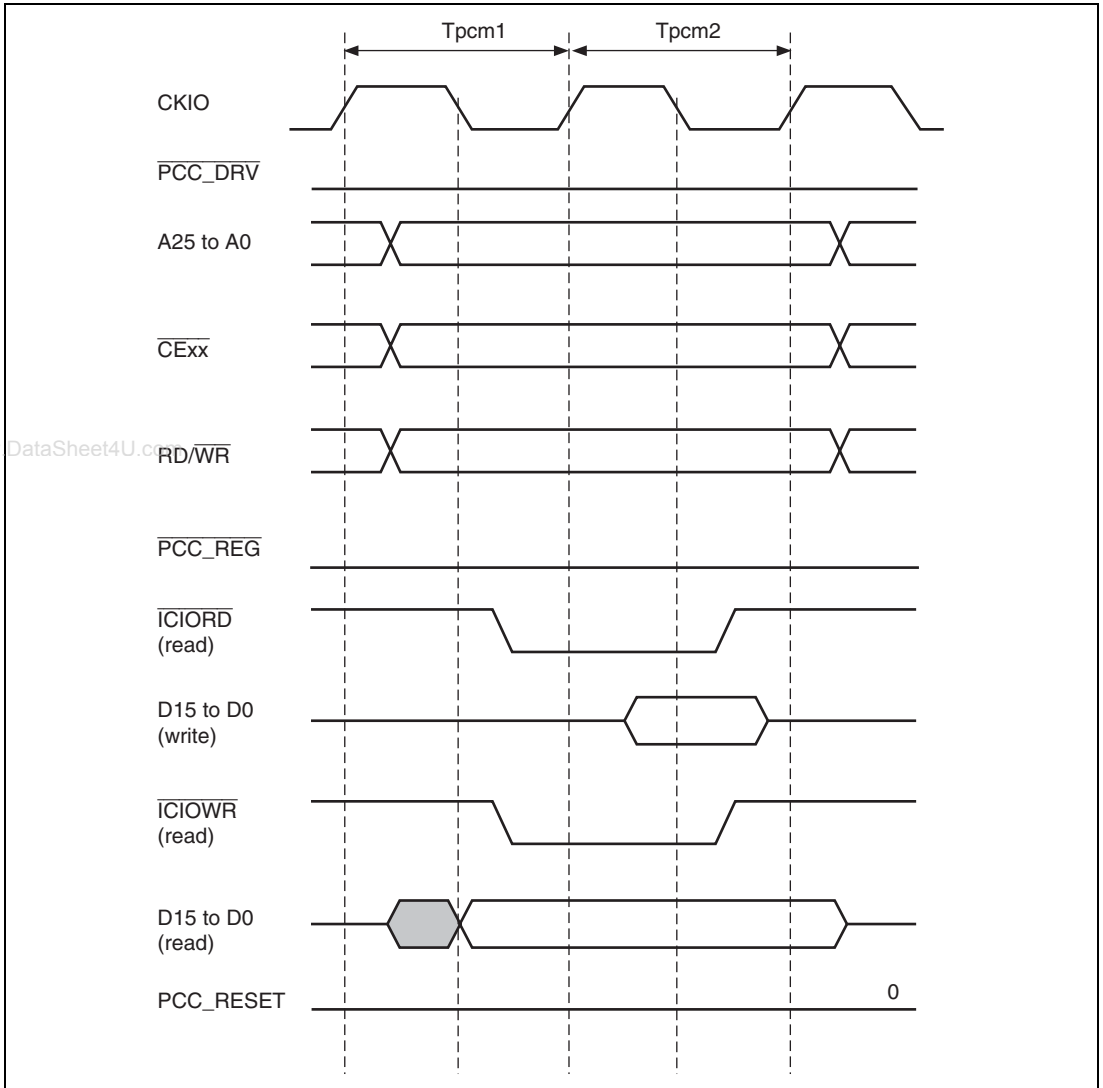 Tpcm1 Tpcm2
CKIO
PCC_DRV
A25 to A0
CExx
DataSheet4U.com
RD/WR
PCC_REG
ICIORD
(read)
D15 to D0
(write)
ICIOWR
(read)
D15 to D0
(read)
0
PCC_RESET